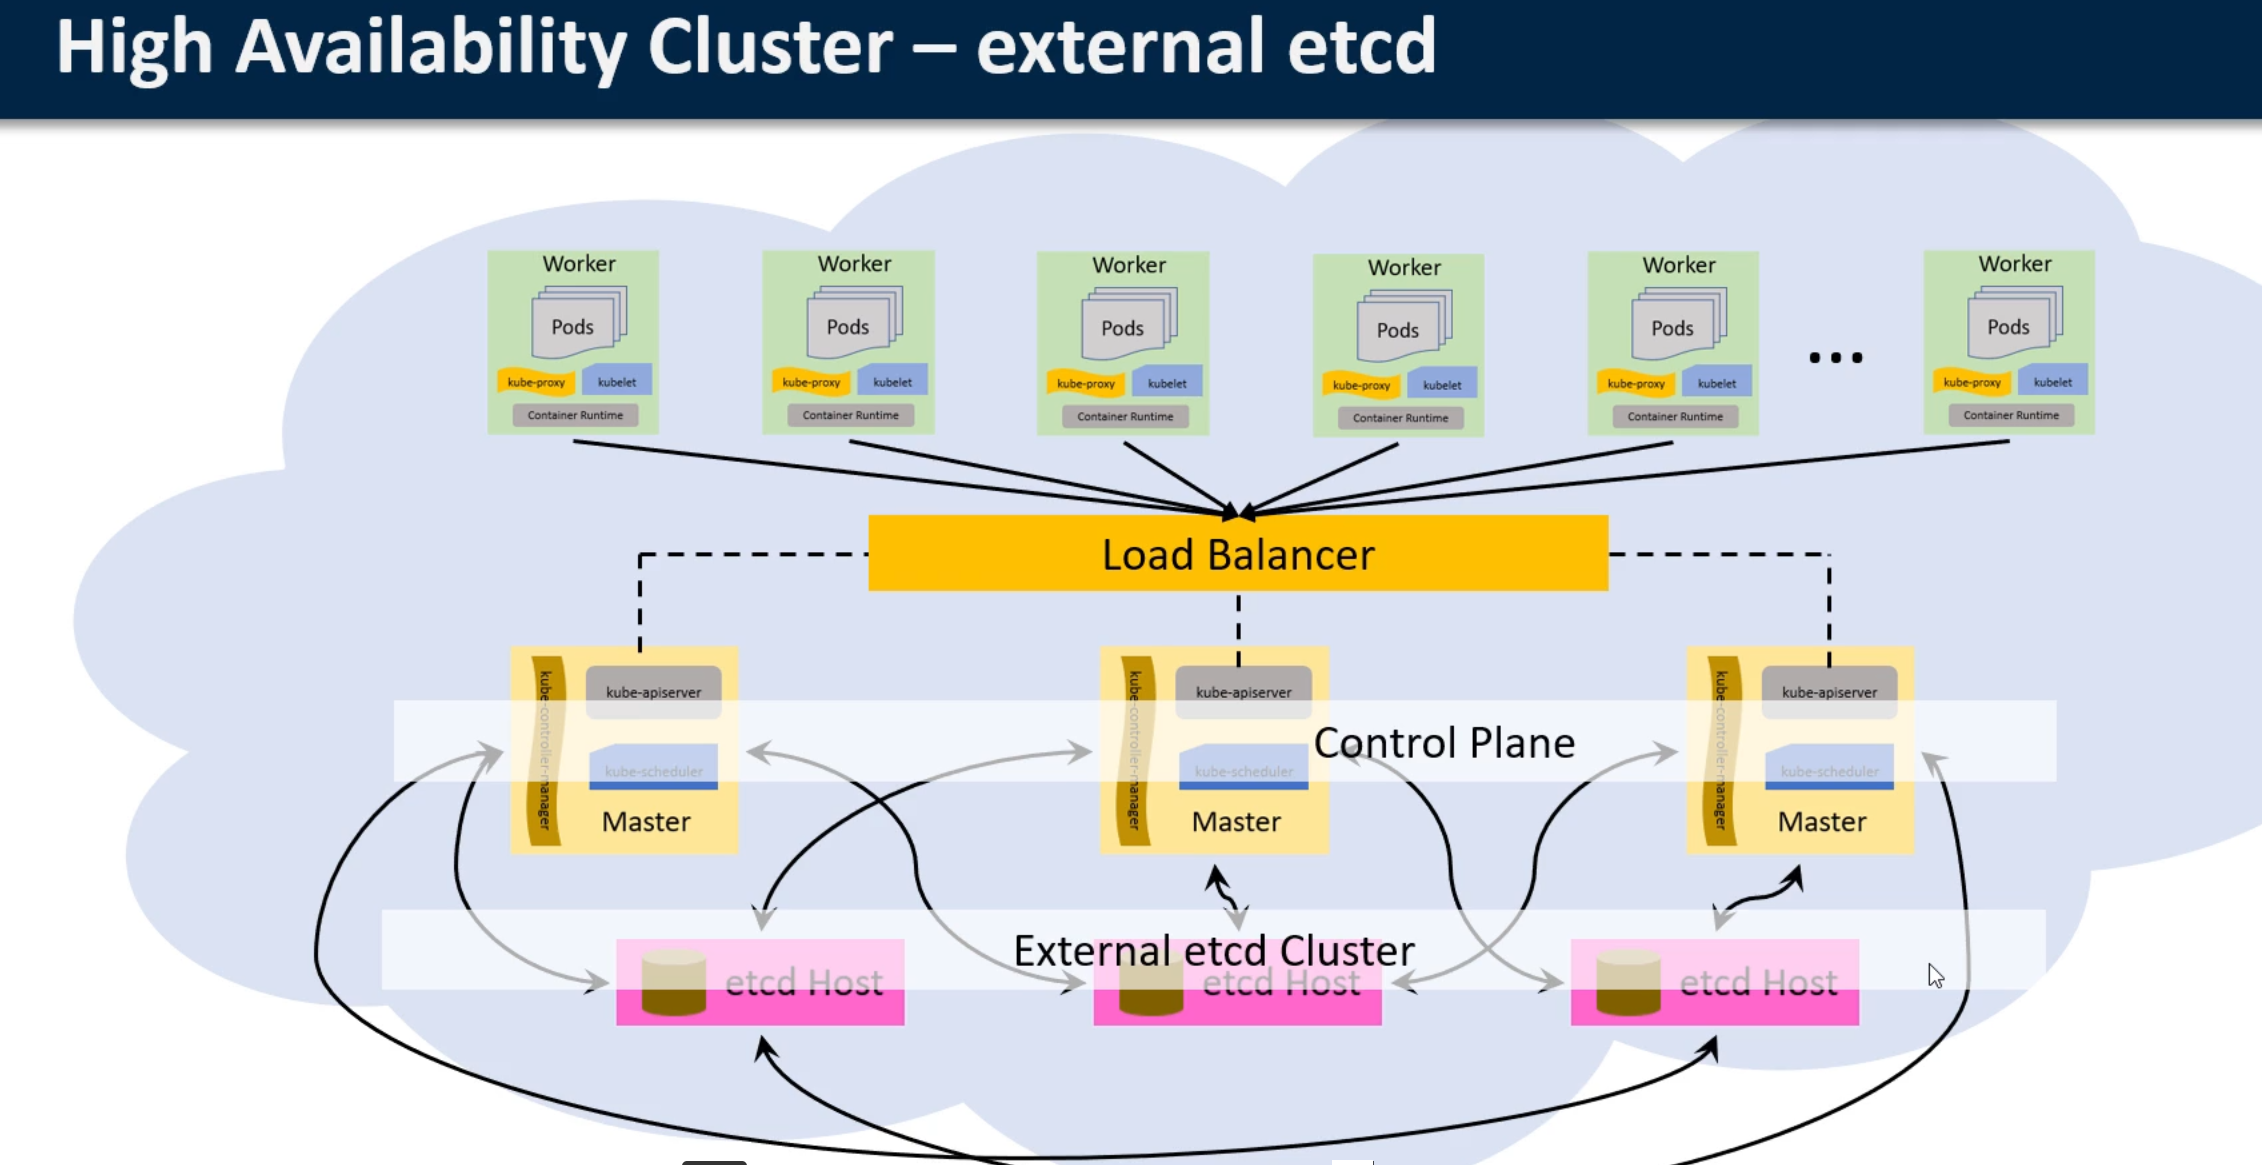 High Availability Cluster – external etcd
Worker
Pods
kube-proxy
kubelet
Container Runtime
Worker
Pods
kube-proxy
kubelet
Container Runtime
Worker
Pods
kube-proxy
kubelet
Container Runtime
Worker
Pods
kube-proxy
kubelet
Container Runtime
Worker
Pods
kube-proxy
kubelet
Container Runtime
...
Worker
Pods
kube-proxy
kubelet
Container Runtime
Load Balancer
kube-controller-manager
kube-apiserver
kube-scheduler
Master
kube-controller-manager
kube-apiserver
kube-scheduler
Master
kube-controller-manager
kube-apiserver
kube-scheduler
Master
Control Plane
External etcd Cluster
etcd Host
etcd Host
etcd Host